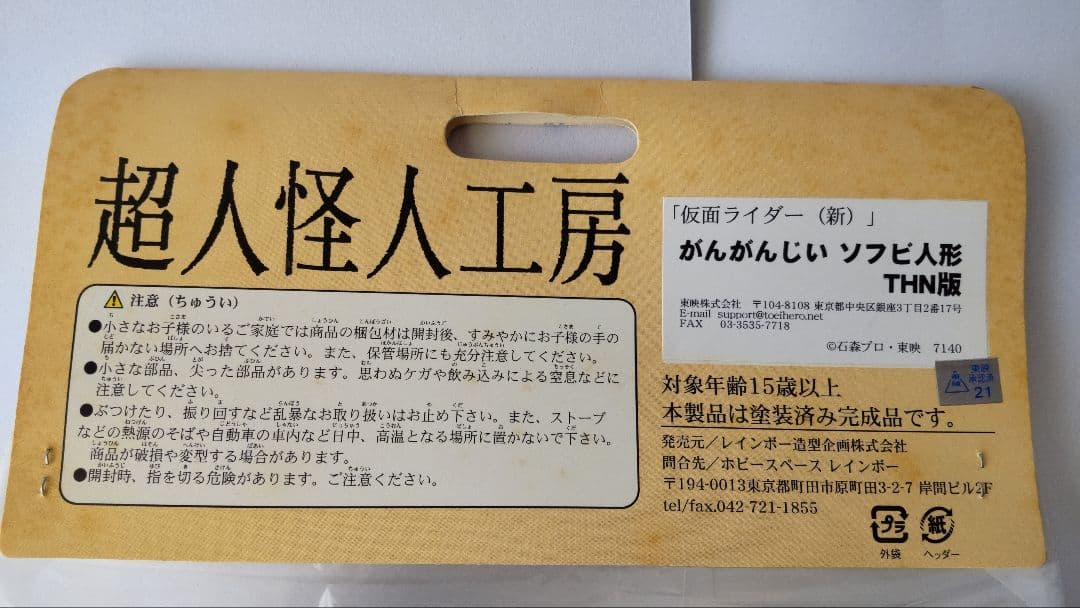 超人怪人工房
注意（ちゅうい）
●小さなお子様のいるご家庭では商品の梱包材は開封後、すみやかにお子様の手の
届かない場所へお捨てください。また、保管場所にも充分注意してください。
●小さな部品、尖った部品があります。思わぬケガや飲み込みによる窒息などに
注意してください。
●ぶつけたり、振り回すなど乱暴なお取り扱いはお止め下さい。また、ストーブ
などの熱源のそばや自動車の車内など日中、高温となる場所に置かないで下さい。
商品が破損や変型する場合があります。
●開封時、指を切る危険があります。ご注意ください。
「仮面ライダー（新）」
がんがんじい ソフビ人形
THN版
東映株式会社 〒104-8108 東京都中央区銀座3丁目2番17号
E-mail support@toeihero.net
FAX 03-3535-7718
©石森プロ・東映 7140
東映
承認済
21
対象年齢15歳以上
本製品は塗装済み完成品です。
発売元／レインボー造型企画株式会社
問合先／ホビースペース レインボー
〒194-0013東京都町田市原町田3-2-7 岸間ビル2F
tel/fax.042-721-1855
プラ
外袋
紙
ヘッダー